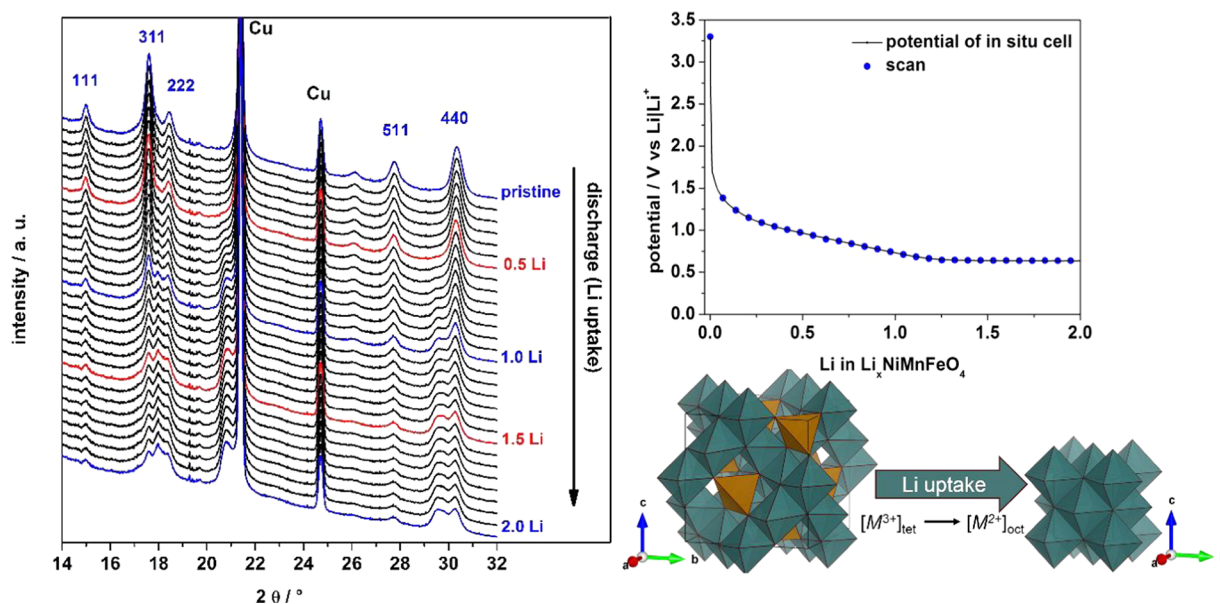 Cu
311
111
222
Cu
511
440
pristine
0.5 Li
1.0 Li
1.5 Li
2.0 Li
discharge (Li uptake)
intensity / a. u.
14 16 18 20 22 24 26 28 30 32
2 θ / °
3.5
3.0
2.5
2.0
1.5
1.0
0.5
0.0
potential / V vs Li|Li⁺
potential of in situ cell
scan
0.0 0.5 1.0 1.5 2.0
Li in LiₓNiMnFeO₄
Li uptake
[M³⁺]tet → [M²⁺]oct
c
a
b
c
a